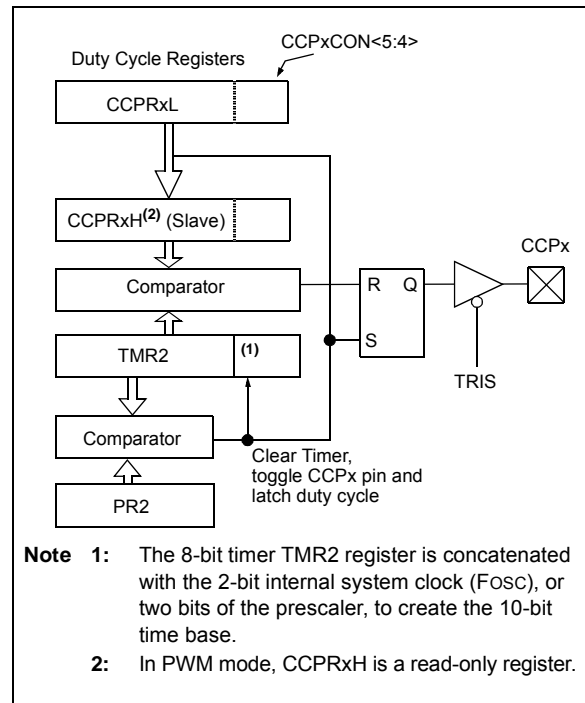 CCPxCON<5:4>
Duty Cycle Registers
CCPRxL
CCPRxH(2) (Slave)
CCPx
Comparator
R Q
TMR2
(1)
S
TRIS
Comparator
Clear Timer,
toggle CCPx pin and
latch duty cycle
PR2
Note 1: The 8-bit timer TMR2 register is concatenated
with the 2-bit internal system clock (FOSC), or
two bits of the prescaler, to create the 10-bit
time base.
2: In PWM mode, CCPRxH is a read-only register.